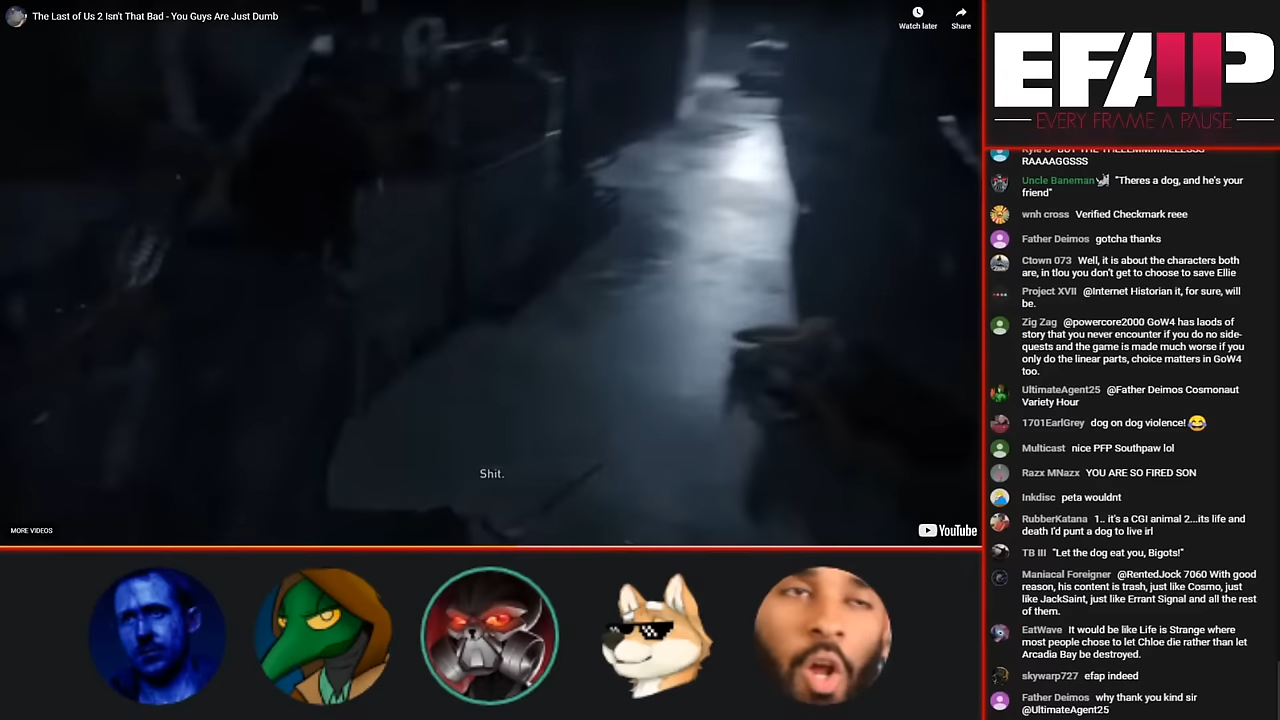 The Last of Us 2 Isn't That Bad - You Guys Are Just Dumb
Watch later
Share
Shit.
MORE VIDEOS
YouTube
EFAP
EVERY FRAME A PAUSE
Kyle C BUT THE THEEEMMMMEEESSS
RAAAAGGSSS
Uncle Baneman "Theres a dog, and he's your
friend"
wnh cross Verified Checkmark reee
Father Deimos gotcha thanks
Ctown 073 Well, it is about the characters both
are, in tlou you don't get to choose to save Ellie
Project XVII @Internet Historian it, for sure, will
be.
Zig Zag @powercore2000 GoW4 has laods of
story that you never encounter if you do no side-
quests and the game is made much worse if you
only do the linear parts, choice matters in GoW4
too.
UltimateAgent25 @Father Deimos Cosmonaut
Variety Hour
1701EarlGrey dog on dog violence! 😂
Multicast nice PFP Southpaw lol
Razx MNazx YOU ARE SO FIRED SON
Inkdisc peta wouldnt
RubberKatana 1.. it's a CGI animal 2...its life and
death I'd punt a dog to live irl
TB III "Let the dog eat you, Bigots!"
Maniacal Foreigner @RentedJock 7060 With good
reason, his content is trash, just like Cosmo, just
like JackSaint, just like Errant Signal and all the rest
of them.
EatWave It would be like Life is Strange where
most people chose to let Chloe die rather than let
Arcadia Bay be destroyed.
skywarp727 efap indeed
Father Deimos why thank you kind sir
@UltimateAgent25